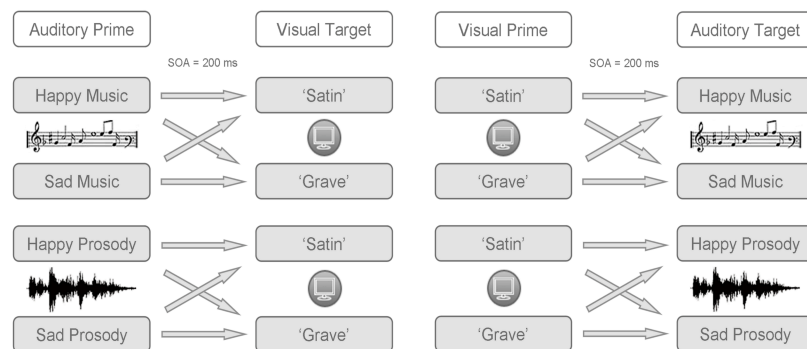 Auditory Prime
Visual Target
SOA = 200 ms
Happy Music
‘Satin’
Sad Music
‘Grave’
Happy Prosody
‘Satin’
Sad Prosody
‘Grave’
Visual Prime
Auditory Target
SOA = 200 ms
‘Satin’
Happy Music
‘Grave’
Sad Music
‘Satin’
Happy Prosody
‘Grave’
Sad Prosody